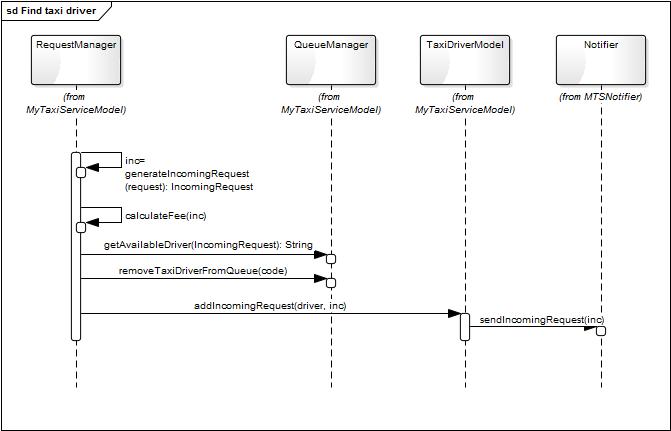 sd Find taxi driver
RequestManager
QueueManager
TaxiDriverModel
Notifier
(from
MyTaxiServiceModel)
(from
MyTaxiServiceModel)
(from
MyTaxiServiceModel)
(from MTSNotifier)
inc=
generateIncomingRequest
(request): IncomingRequest
calculateFee(inc)
getAvailableDriver(IncomingRequest): String
removeTaxiDriverFromQueue(code)
addIncomingRequest(driver, inc)
sendIncomingRequest(inc)